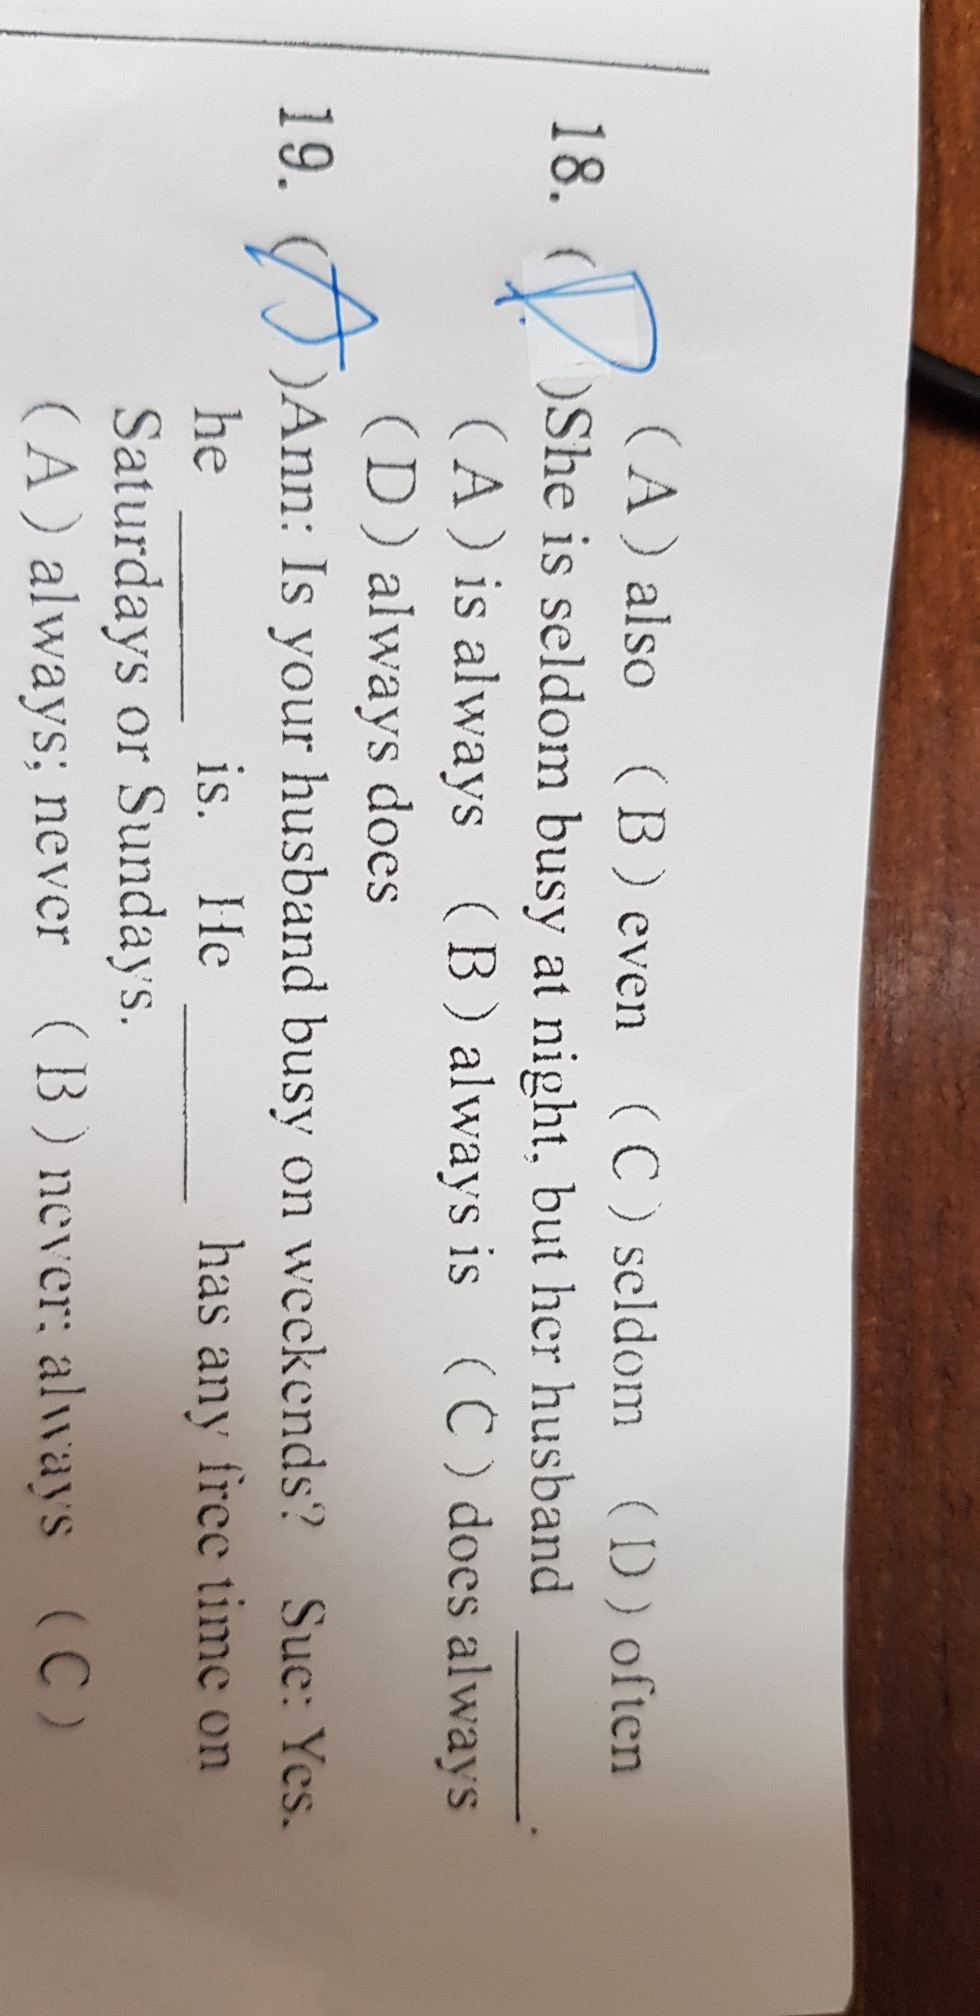 (A) also (B) even (C) seldom (D) often
18. (D)She is seldom busy at night, but her husband ______.
(A) is always (B) always is (C) does always
(D) always does
19. (A)Ann: Is your husband busy on weekends? Sue: Yes,
he ______ is. He ______ has any free time on
Saturdays or Sundays.
(A) always; never (B) never; always (C)